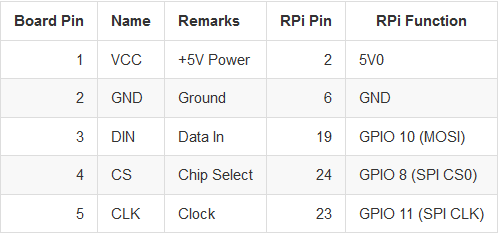 Board Pin Name Remarks RPi Pin RPi Function
1 VCC +5V Power 2 5V0
2 GND Ground 6 GND
3 DIN Data In 19 GPIO 10 (MOSI)
4 CS Chip Select 24 GPIO 8 (SPI CS0)
5 CLK Clock 23 GPIO 11 (SPI CLK)